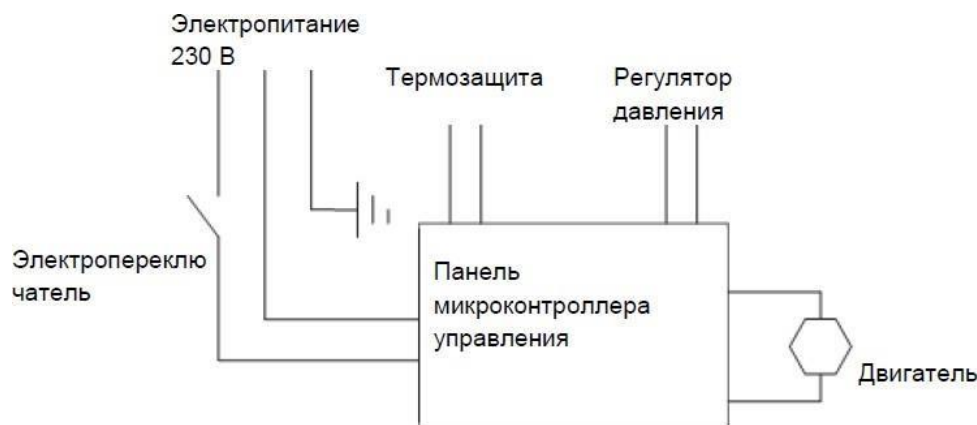 Электропитание
230 В
Термозащита
Регулятор
давления
Электропереклю
чатель
Панель
микроконтроллера
управления
Двигатель